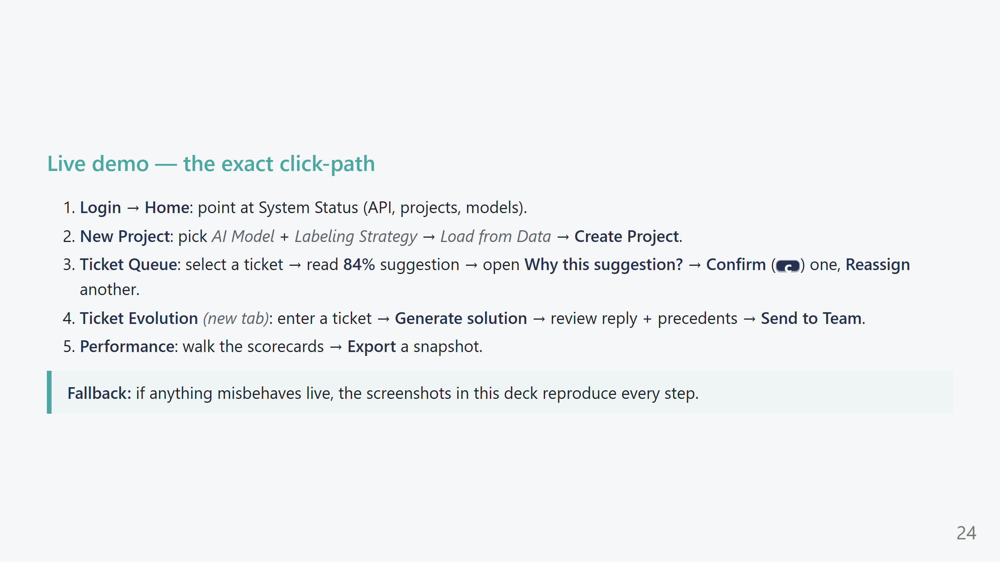 Live demo — the exact click-path
1. Login → Home: point at System Status (API, projects, models).
2. New Project: pick AI Model + Labeling Strategy → Load from Data → Create Project.
3. Ticket Queue: select a ticket → read 84% suggestion → open Why this suggestion? → Confirm (c) one, Reassign
another.
4. Ticket Evolution (new tab): enter a ticket → Generate solution → review reply + precedents → Send to Team.
5. Performance: walk the scorecards → Export a snapshot.
Fallback: if anything misbehaves live, the screenshots in this deck reproduce every step.
24